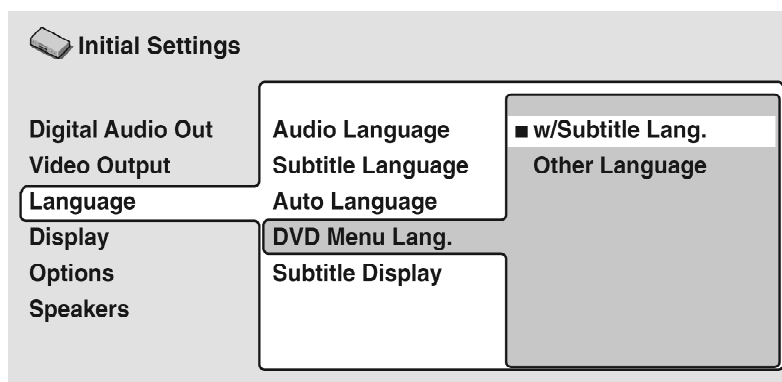 Initial Settings
Digital Audio Out
Video Output
Language
Display
Options
Speakers
Audio Language
Subtitle Language
Auto Language
DVD Menu Lang.
Subtitle Display
w/Subtitle Lang.
Other Language